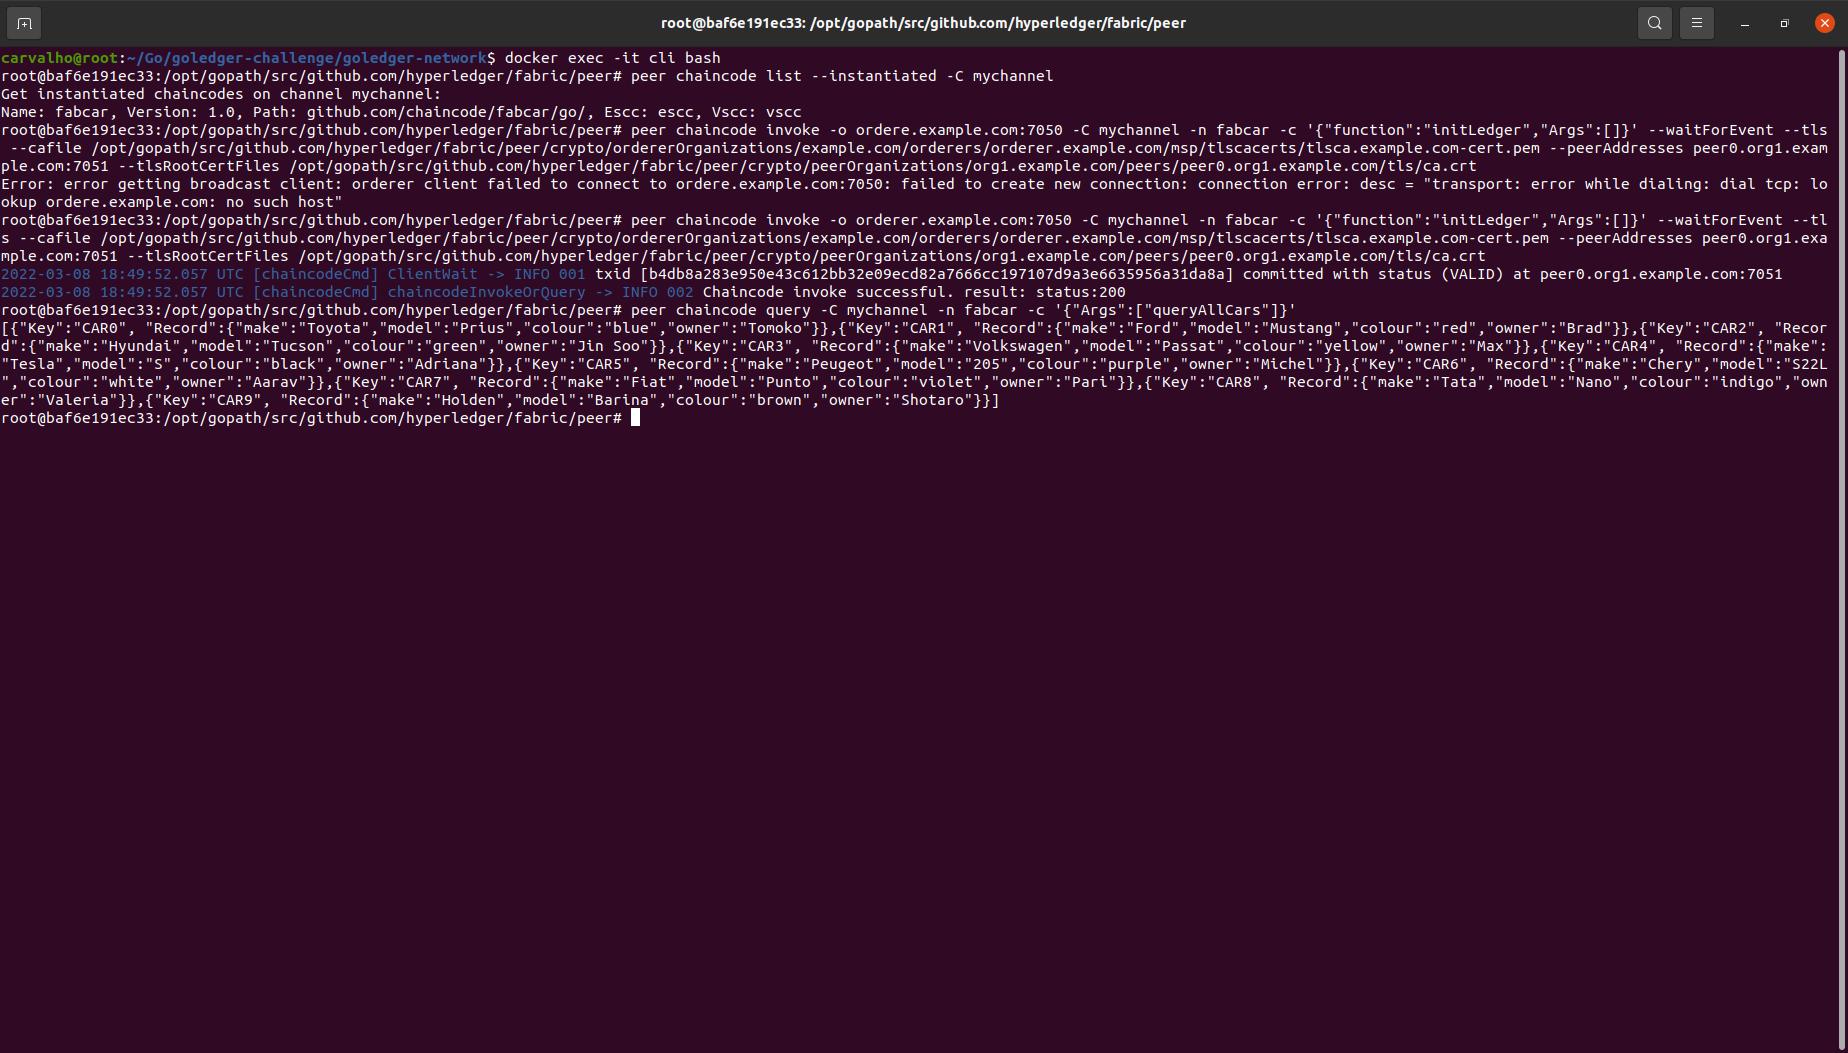 root@baf6e191ec33: /opt/gopath/src/github.com/hyperledger/fabric/peer
carvalho@root:~/Go/goledger-challenge/goledger-network$ docker exec -it cli bash
root@baf6e191ec33:/opt/gopath/src/github.com/hyperledger/fabric/peer# peer chaincode list --instantiated -C mychannel
Get instantiated chaincodes on channel mychannel:
Name: fabcar, Version: 1.0, Path: github.com/chaincode/fabcar/go/, Escc: escc, Vscc: vscc
root@baf6e191ec33:/opt/gopath/src/github.com/hyperledger/fabric/peer# peer chaincode invoke -o ordere.example.com:7050 -C mychannel -n fabcar -c '{"function":"initLedger","Args":[]}' --waitForEvent --tls
 --cafile /opt/gopath/src/github.com/hyperledger/fabric/peer/crypto/ordererOrganizations/example.com/orderers/orderer.example.com/msp/tlscacerts/tlsca.example.com-cert.pem --peerAddresses peer0.org1.exam
ple.com:7051 --tlsRootCertFiles /opt/gopath/src/github.com/hyperledger/fabric/peer/crypto/peerOrganizations/org1.example.com/peers/peer0.org1.example.com/tls/ca.crt
Error: error getting broadcast client: orderer client failed to connect to ordere.example.com:7050: failed to create new connection: connection error: desc = "transport: error while dialing: dial tcp: lo
okup ordere.example.com: no such host"
root@baf6e191ec33:/opt/gopath/src/github.com/hyperledger/fabric/peer# peer chaincode invoke -o orderer.example.com:7050 -C mychannel -n fabcar -c '{"function":"initLedger","Args":[]}' --waitForEvent --tl
s --cafile /opt/gopath/src/github.com/hyperledger/fabric/peer/crypto/ordererOrganizations/example.com/orderers/orderer.example.com/msp/tlscacerts/tlsca.example.com-cert.pem --peerAddresses peer0.org1.exa
mple.com:7051 --tlsRootCertFiles /opt/gopath/src/github.com/hyperledger/fabric/peer/crypto/peerOrganizations/org1.example.com/peers/peer0.org1.example.com/tls/ca.crt
2022-03-08 18:49:52.057 UTC [chaincodeCmd] ClientWait -> INFO 001 txid [b4db8a283e950e43c612bb32e09ecd82a7666cc197107d9a3e6635956a31da8a] committed with status (VALID) at peer0.org1.example.com:7051
2022-03-08 18:49:52.057 UTC [chaincodeCmd] chaincodeInvokeOrQuery -> INFO 002 Chaincode invoke successful. result: status:200
root@baf6e191ec33:/opt/gopath/src/github.com/hyperledger/fabric/peer# peer chaincode query -C mychannel -n fabcar -c '{"Args":["queryAllCars"]}'
[{"Key":"CAR0", "Record":{"make":"Toyota","model":"Prius","colour":"blue","owner":"Tomoko"}},{"Key":"CAR1", "Record":{"make":"Ford","model":"Mustang","colour":"red","owner":"Brad"}},{"Key":"CAR2", "Recor
d":{"make":"Hyundai","model":"Tucson","colour":"green","owner":"Jin Soo"}},{"Key":"CAR3", "Record":{"make":"Volkswagen","model":"Passat","colour":"yellow","owner":"Max"}},{"Key":"CAR4", "Record":{"make":
"Tesla","model":"S","colour":"black","owner":"Adriana"}},{"Key":"CAR5", "Record":{"make":"Peugeot","model":"205","colour":"purple","owner":"Michel"}},{"Key":"CAR6", "Record":{"make":"Chery","model":"S22L
","colour":"white","owner":"Aarav"}},{"Key":"CAR7", "Record":{"make":"Fiat","model":"Punto","colour":"violet","owner":"Pari"}},{"Key":"CAR8", "Record":{"make":"Tata","model":"Nano","colour":"indigo","own
er":"Valeria"}},{"Key":"CAR9", "Record":{"make":"Holden","model":"Barina","colour":"brown","owner":"Shotaro"}}]
root@baf6e191ec33:/opt/gopath/src/github.com/hyperledger/fabric/peer#